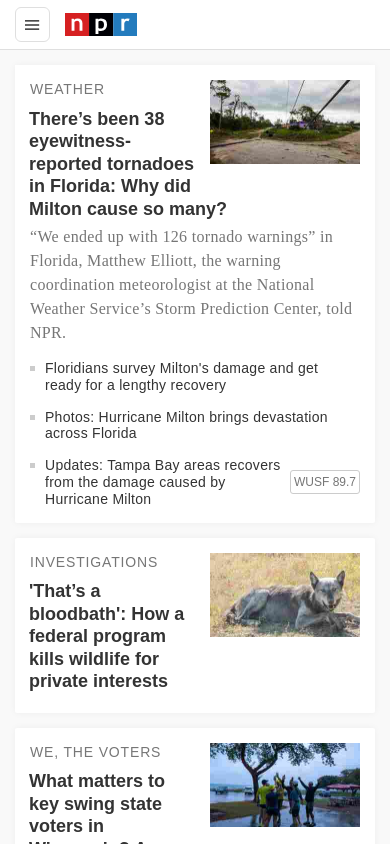 npr
WEATHER
There’s been 38
eyewitness-
reported tornadoes
in Florida: Why did
Milton cause so many?
“We ended up with 126 tornado warnings” in
Florida, Matthew Elliott, the warning
coordination meteorologist at the National
Weather Service’s Storm Prediction Center, told
NPR.
Floridians survey Milton's damage and get
ready for a lengthy recovery
Photos: Hurricane Milton brings devastation
across Florida
Updates: Tampa Bay areas recovers
from the damage caused by
Hurricane Milton
WUSF 89.7
INVESTIGATIONS
'That’s a
bloodbath': How a
federal program
kills wildlife for
private interests
WE, THE VOTERS
What matters to
key swing state
voters in